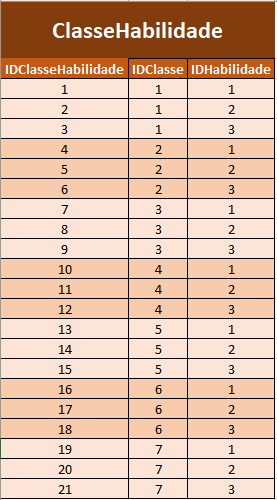 ClasseHabilidade
IDClasseHabilidade IDClasse IDHabilidade
1 1 1
2 1 2
3 1 3
4 2 1
5 2 2
6 2 3
7 3 1
8 3 2
9 3 3
10 4 1
11 4 2
12 4 3
13 5 1
14 5 2
15 5 3
16 6 1
17 6 2
18 6 3
19 7 1
20 7 2
21 7 3